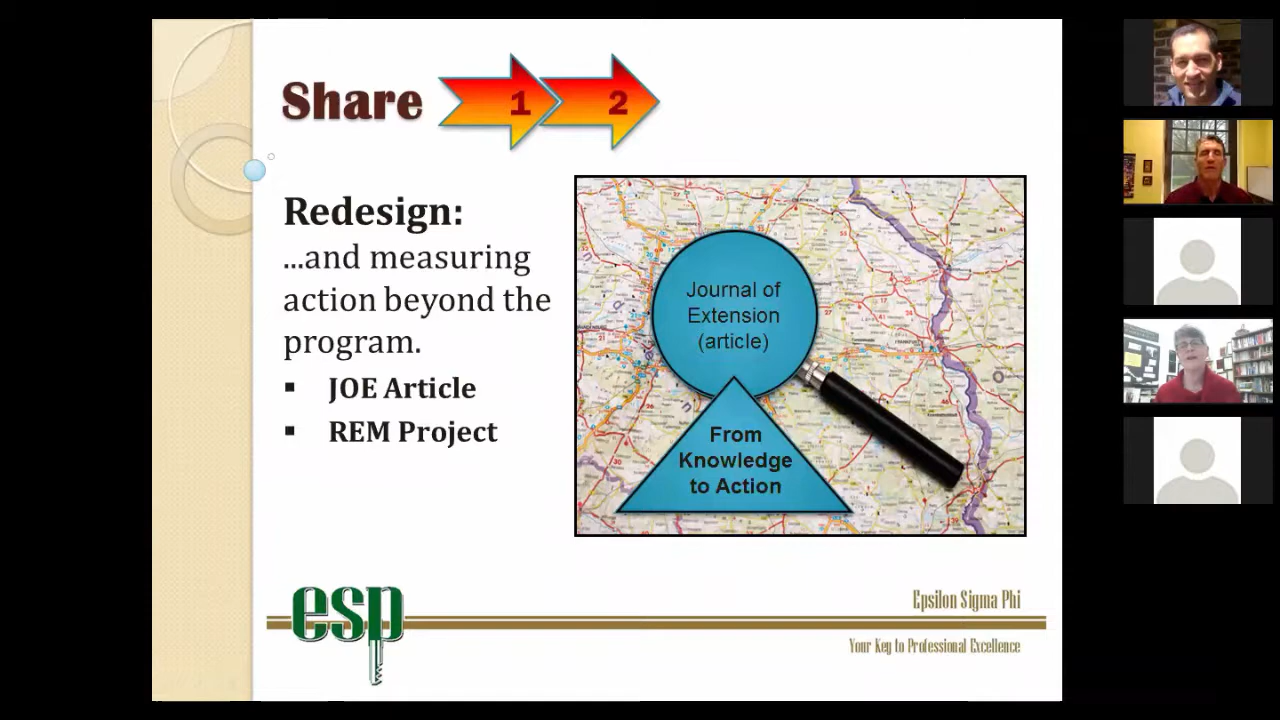 Share 1 2
Redesign:
...and measuring
action beyond the
program.
▪ JOE Article
▪ REM Project
Journal of
Extension
(article)
From
Knowledge
to Action
esp
Epsilon Sigma Phi
Your Key to Professional Excellence